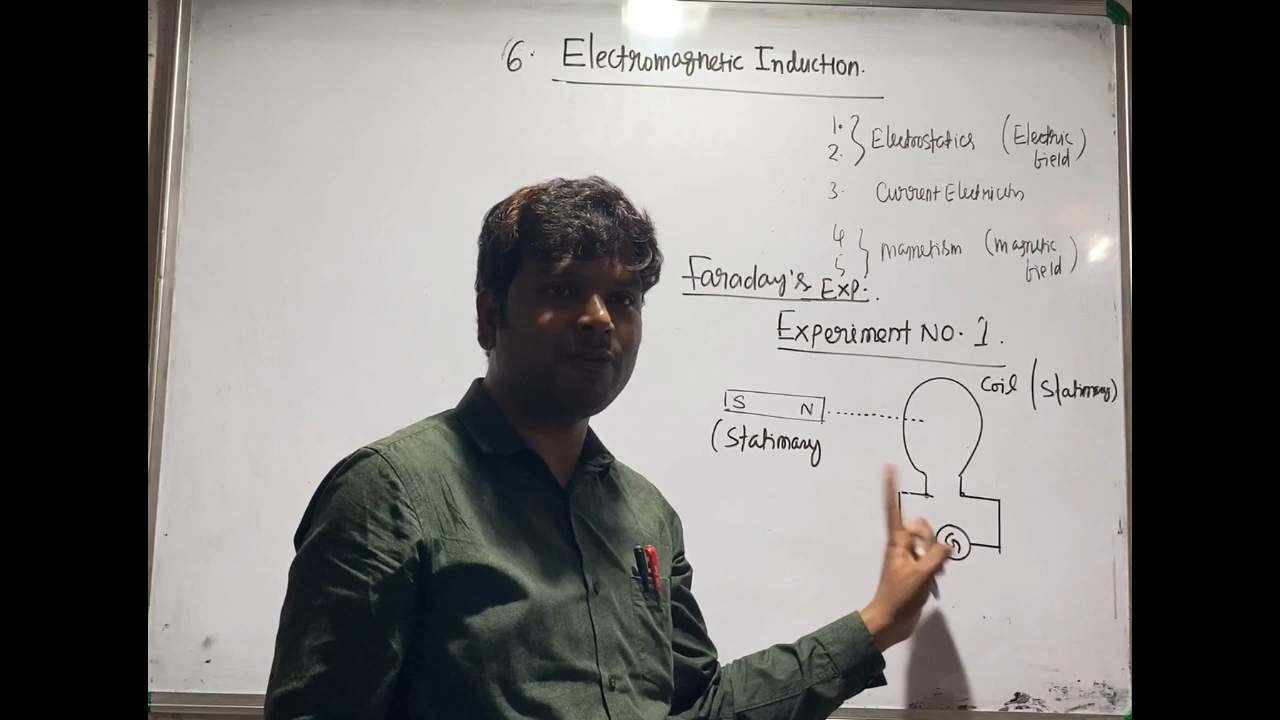 6. Electromagnetic Induction.
1.
2. } Electrostatics (Electric field)
3. Current Electricity
4
5 } Magnetism (magnetic field)
Faraday's Exp:.
Experiment No. 1.
Coil (Stationary)
S N
(Stationary
G